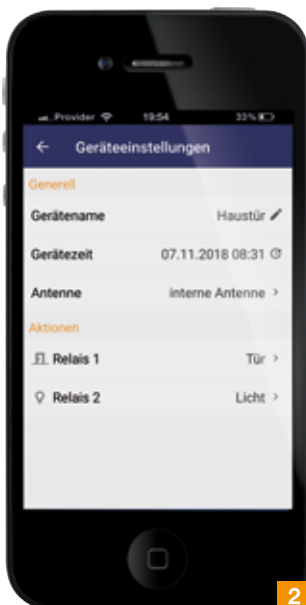 Provider 19:54 33%
Geräteeinstellungen
Generell
Gerätename Haustür
Gerätezeit 07.11.2018 08:31
Antenne interne Antenne
Aktionen
Relais 1 Tür
Relais 2 Licht
2